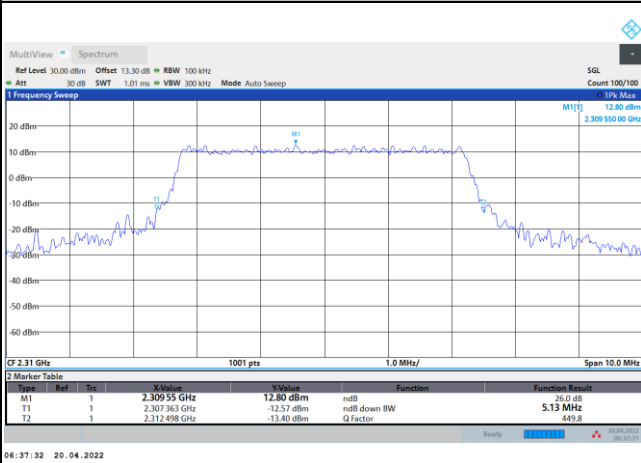 MultiView Spectrum
Ref Level 30.00 dBm Offset 13.30 dB RBW 100 kHz SGL
Att 30 dB SWT 1.01 ms VBW 300 kHz Mode Auto Sweep Count 100/100
1 Frequency Sweep 1Pk Max
M1[1] 12.80 dBm
2.309 550 00 GHz
20 dBm
M1
10 dBm
0 dBm
-10 dBm
T1
T2
-20 dBm
-30 dBm
-40 dBm
-50 dBm
-60 dBm
CF 2.31 GHz 1001 pts 1.0 MHz/ Span 10.0 MHz
2 Marker Table
Type Ref Trc X-Value Y-Value Function Function Result
M1 1 2.309 55 GHz 12.80 dBm ndB 26.0 dB
T1 1 2.307 363 GHz -12.57 dBm ndB down BW 5.13 MHz
T2 1 2.312 498 GHz -13.40 dBm Q Factor 449.8
Ready 20.04.2022
06:37:31
06:37:32 20.04.2022